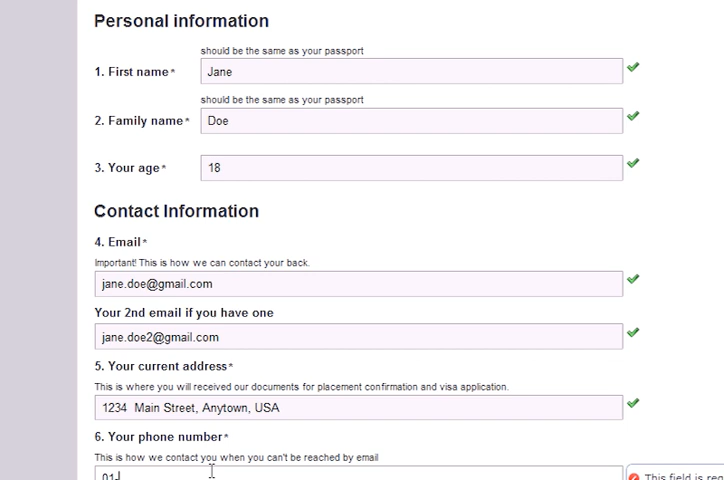 Personal information
should be the same as your passport
1. First name*
Jane
should be the same as your passport
2. Family name*
Doe
3. Your age*
18
Contact Information
4. Email*
Important! This is how we can contact your back.
jane.doe@gmail.com
Your 2nd email if you have one
jane.doe2@gmail.com
5. Your current address*
This is where you will received our documents for placement confirmation and visa application.
1234 Main Street, Anytown, USA
6. Your phone number*
This is how we contact you when you can't be reached by email
01
This field is